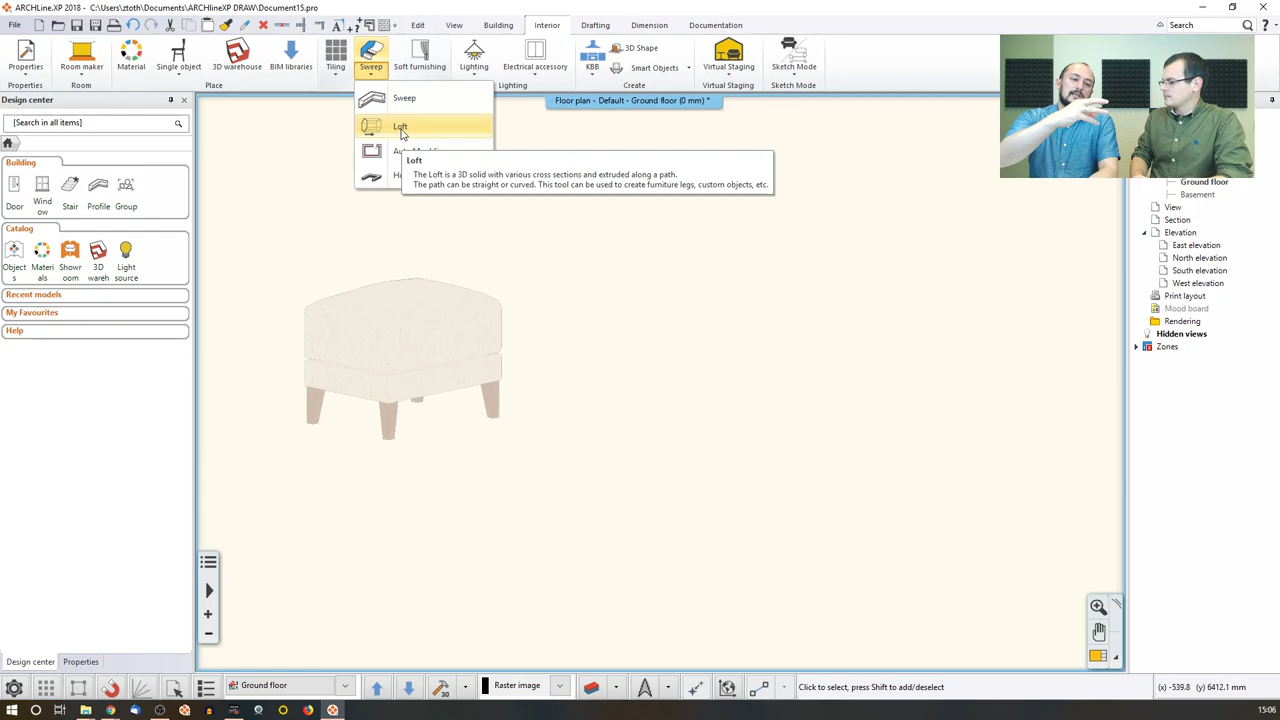 ARCHLine.XP 2018 - C:\Users\ztoth\Documents\ARCHlineXP DRAW\Document15.pro
File
Edit
View
Building
Interior
Drafting
Dimension
Documentation
Search
Properties
Room maker
Material
Single object
3D warehouse
BIM libraries
Tiling
Sweep
Soft furnishing
Lighting
Electrical accessory
KBB
3D Shape
Smart Objects
Virtual Staging
Sketch Mode
Properties
Room
Place
Lighting
Create
Virtual Staging
Sketch Mode
Sweep
Loft
Loft
The Loft is a 3D solid with various cross sections and extruded along a path.
The path can be straight or curved. This tool can be used to create furniture legs, custom objects, etc.
Floor plan - Default - Ground floor (0 mm) *
Design center
[Search in all items]
Building
Door
Wind
ow
Stair
Profile
Group
Catalog
Object
s
Materi
als
Showr
oom
3D
wareh
Light
source
Recent models
My Favourites
Help
Ground floor
Basement
View
Section
Elevation
East elevation
North elevation
South elevation
West elevation
Print layout
Mood board
Rendering
Hidden views
Zones
Design center
Properties
Ground floor
Raster image
Click to select, press Shift to add/deselect
(x) -539.8 (y) 6412.1 mm
15:06